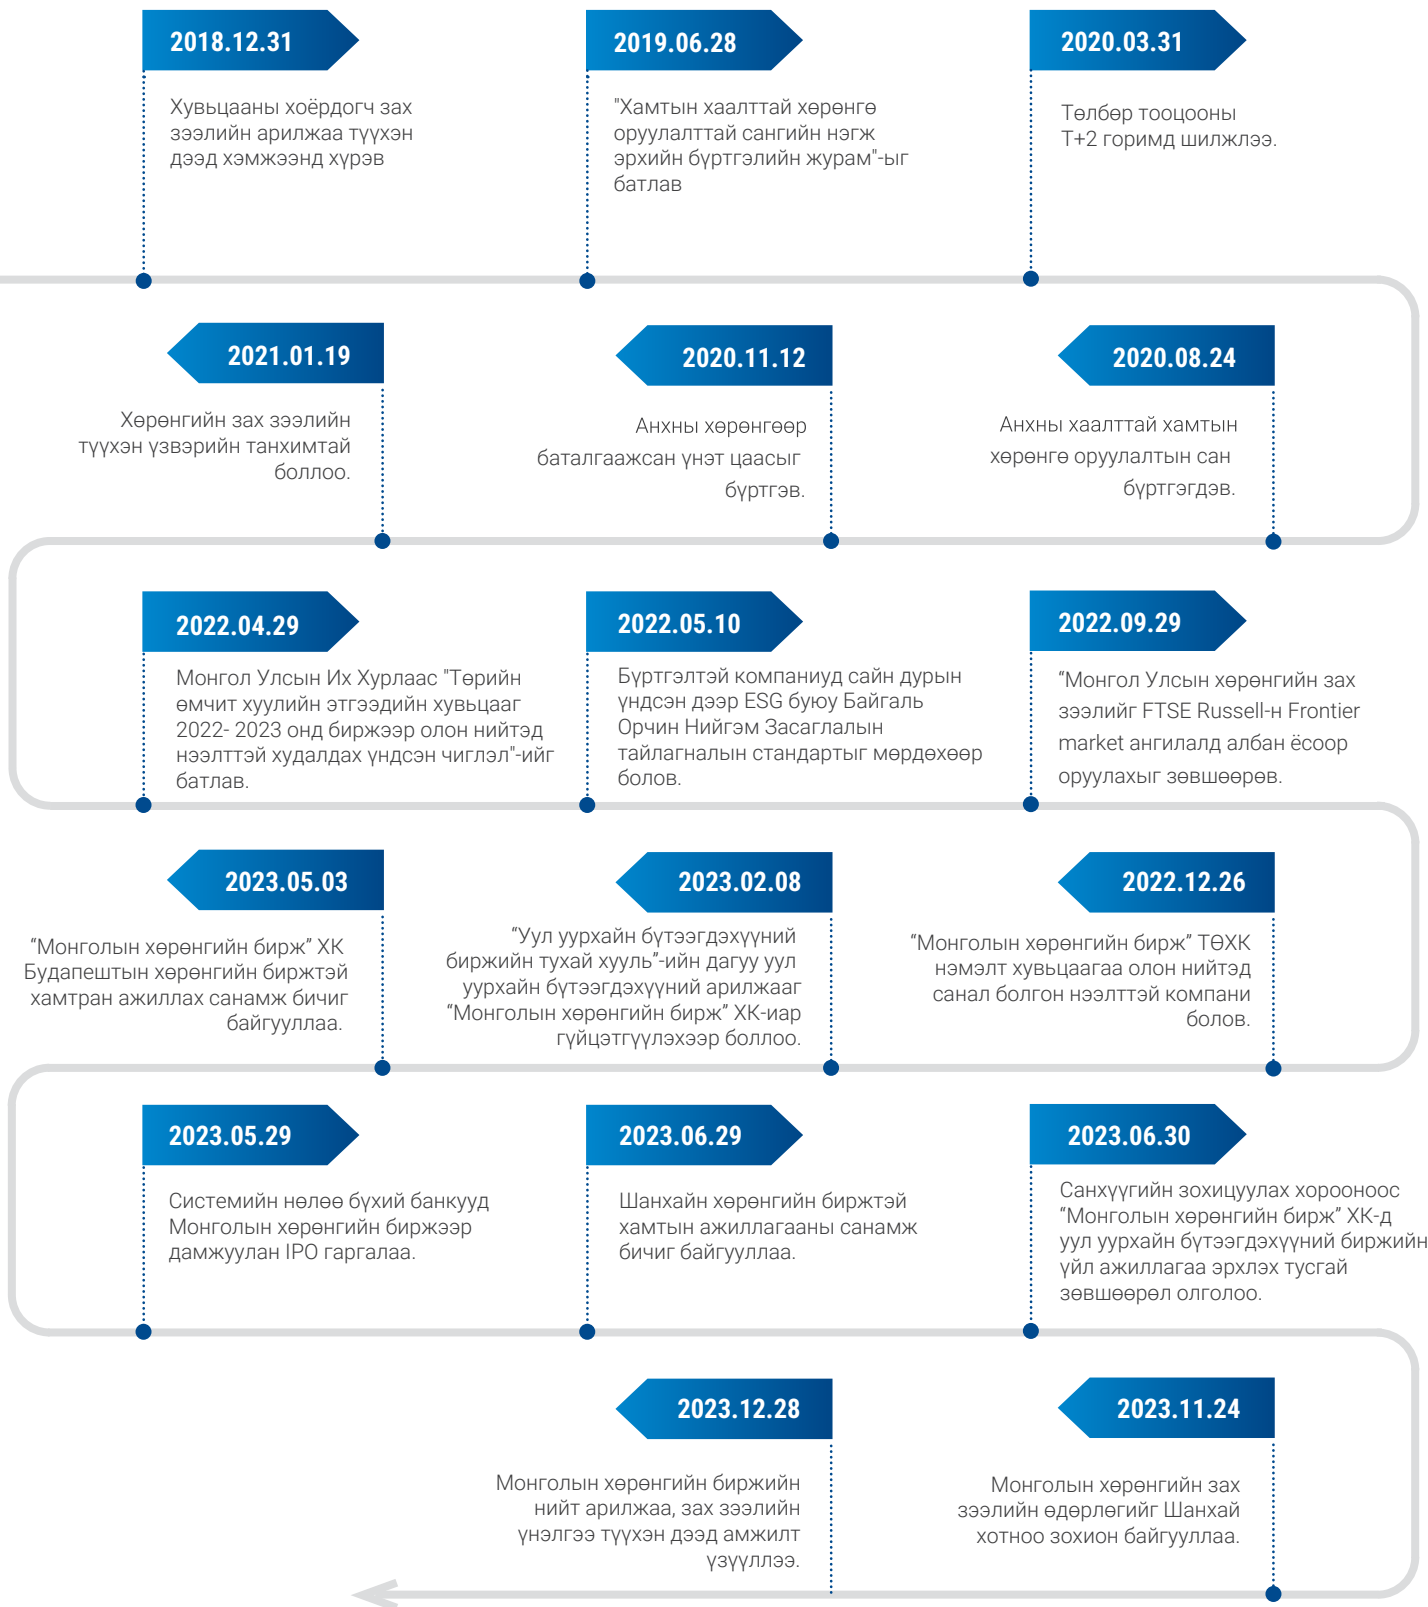 2018.12.31
Хувьцааны хоёрдогч зах
зээлийн арилжаа түүхэн
дээд хэмжээнд хүрэв
2019.06.28
"Хамтын хаалттай хөрөнгө
оруулалттай сангийн нэгж
эрхийн бүртгэлийн журам"-ыг
батлав
2020.03.31
Төлбөр тооцооны
T+2 горимд шилжлээ.
2020.08.24
Анхны хаалттай хамтын
хөрөнгө оруулалтын сан
бүртгэгдэв.
2020.11.12
Анхны хөрөнгөөр
баталгаажсан үнэт цаасыг
бүртгэв.
2021.01.19
Хөрөнгийн зах зээлийн
түүхэн үзвэрийн танхимтай
боллоо.
2022.04.29
Монгол Улсын Их Хурлаас "Төрийн
өмчит хуулийн этгээдийн хувьцааг
2022- 2023 онд биржээр олон нийтэд
нээлттэй худалдах үндсэн чиглэл"-ийг
батлав.
2022.05.10
Бүртгэлтэй компаниуд сайн дурын
үндсэн дээр ESG буюу Байгаль
Орчин Нийгэм Засаглалын
тайлагналын стандартыг мөрдөхөөр
болов.
2022.09.29
“Монгол Улсын хөрөнгийн зах
зээлийг FTSE Russell-н Frontier
market ангилалд албан ёсоор
оруулахыг зөвшөөрөв.
2022.12.26
“Монголын хөрөнгийн бирж” ТӨХК
нэмэлт хувьцаагаа олон нийтэд
санал болгон нээлттэй компани
болов.
2023.02.08
“Уул уурхайн бүтээгдэхүүний
биржийн тухай хууль”-ийн дагуу уул
уурхайн бүтээгдэхүүний арилжааг
“Монголын хөрөнгийн бирж” ХК-иар
гүйцэтгүүлэхээр боллоо.
2023.05.03
“Монголын хөрөнгийн бирж” ХК
Будапештын хөрөнгийн биржтэй
хамтран ажиллах санамж бичиг
байгууллаа.
2023.05.29
Системийн нөлөө бүхий банкууд
Монголын хөрөнгийн биржээр
дамжуулан IPO гаргалаа.
2023.06.29
Шанхайн хөрөнгийн биржтэй
хамтын ажиллагааны санамж
бичиг байгууллаа.
2023.06.30
Санхүүгийн зохицуулах хорооноос
“Монголын хөрөнгийн бирж” ХК-д
уул уурхайн бүтээгдэхүүний биржийн
үйл ажиллагаа эрхлэх тусгай
зөвшөөрөл олголоо.
2023.11.24
Монголын хөрөнгийн зах
зээлийн өдөрлөгийг Шанхай
хотноо зохион байгууллаа.
2023.12.28
Монголын хөрөнгийн биржийн
нийт арилжаа, зах зээлийн
үнэлгээ түүхэн дээд амжилт
үзүүллээ.